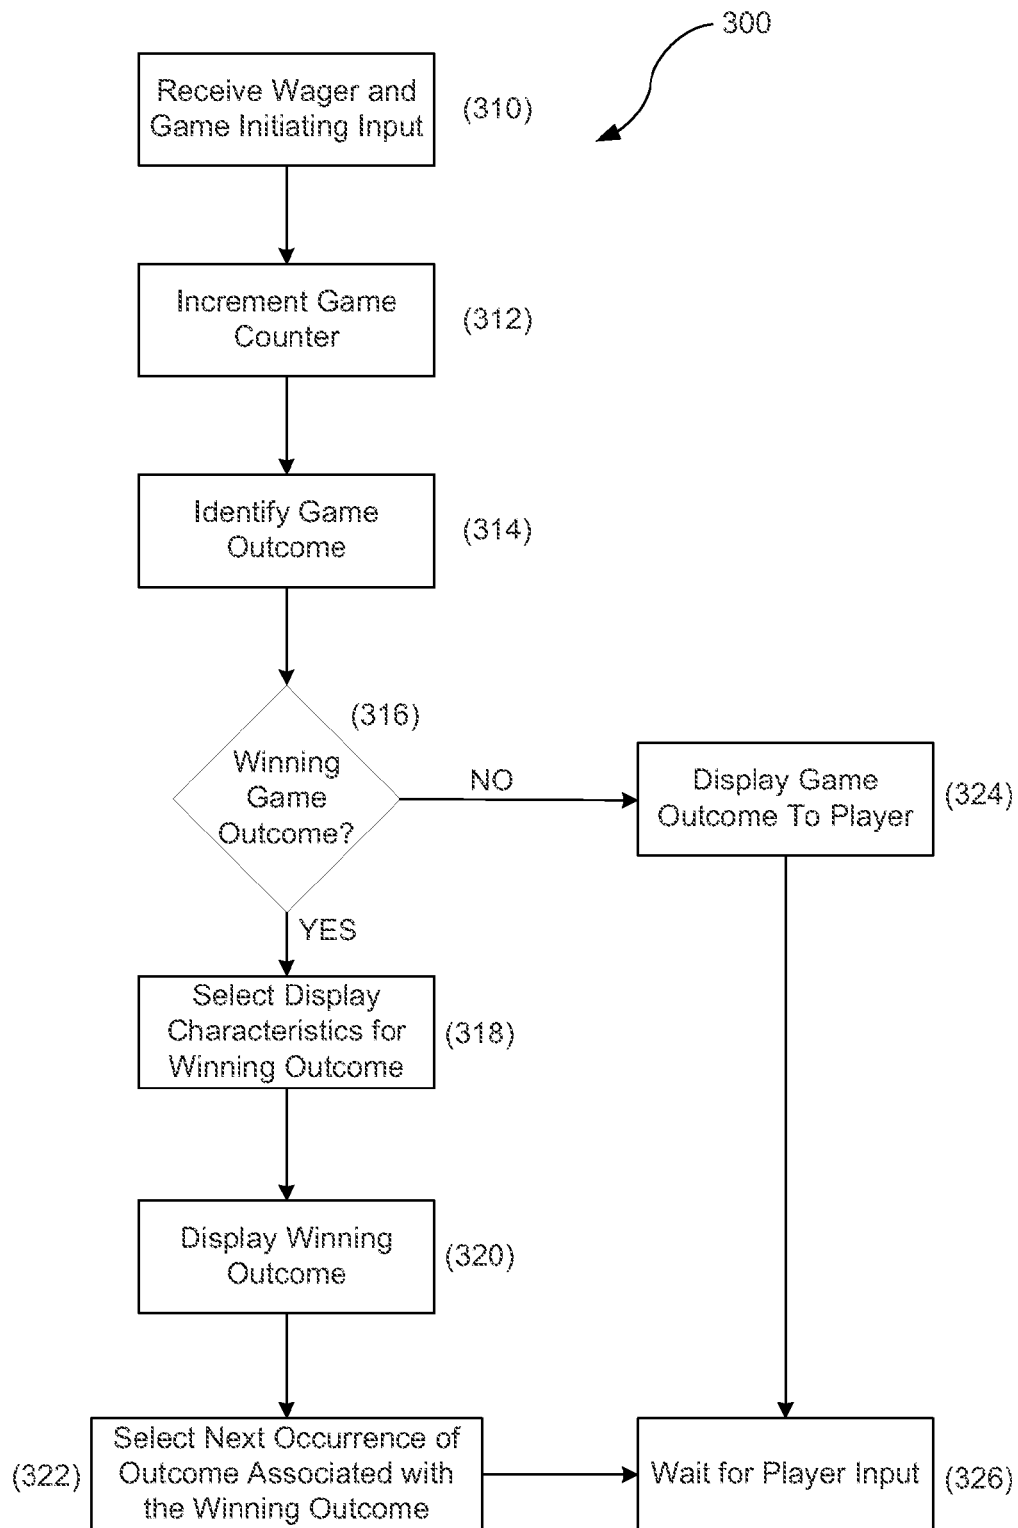 300
Receive Wager and
Game Initiating Input
(310)
Increment Game
Counter
(312)
Identify Game
Outcome
(314)
(316)
Winning
Game
Outcome?
NO
Display Game
Outcome To Player
(324)
YES
Select Display
Characteristics for
Winning Outcome
(318)
Display Winning
Outcome
(320)
(322)
Select Next Occurrence of
Outcome Associated with
the Winning Outcome
Wait for Player Input
(326)